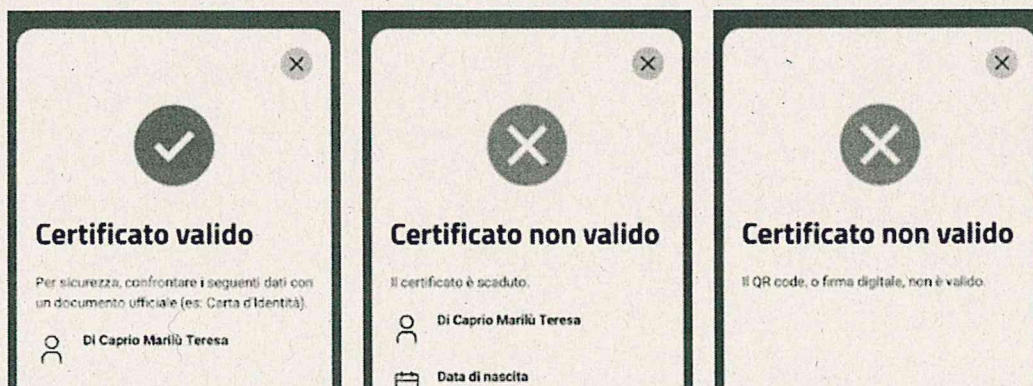 Certificato valido
Per sicurezza, confrontare i seguenti dati con
un documento ufficiale (es: Carta d'Identità).
Di Caprio Marilù Teresa
Certificato non valido
Il certificato è scaduto.
Di Caprio Marilù Teresa
Data di nascita
Certificato non valido
Il QR code, o firma digitale, non è valido.